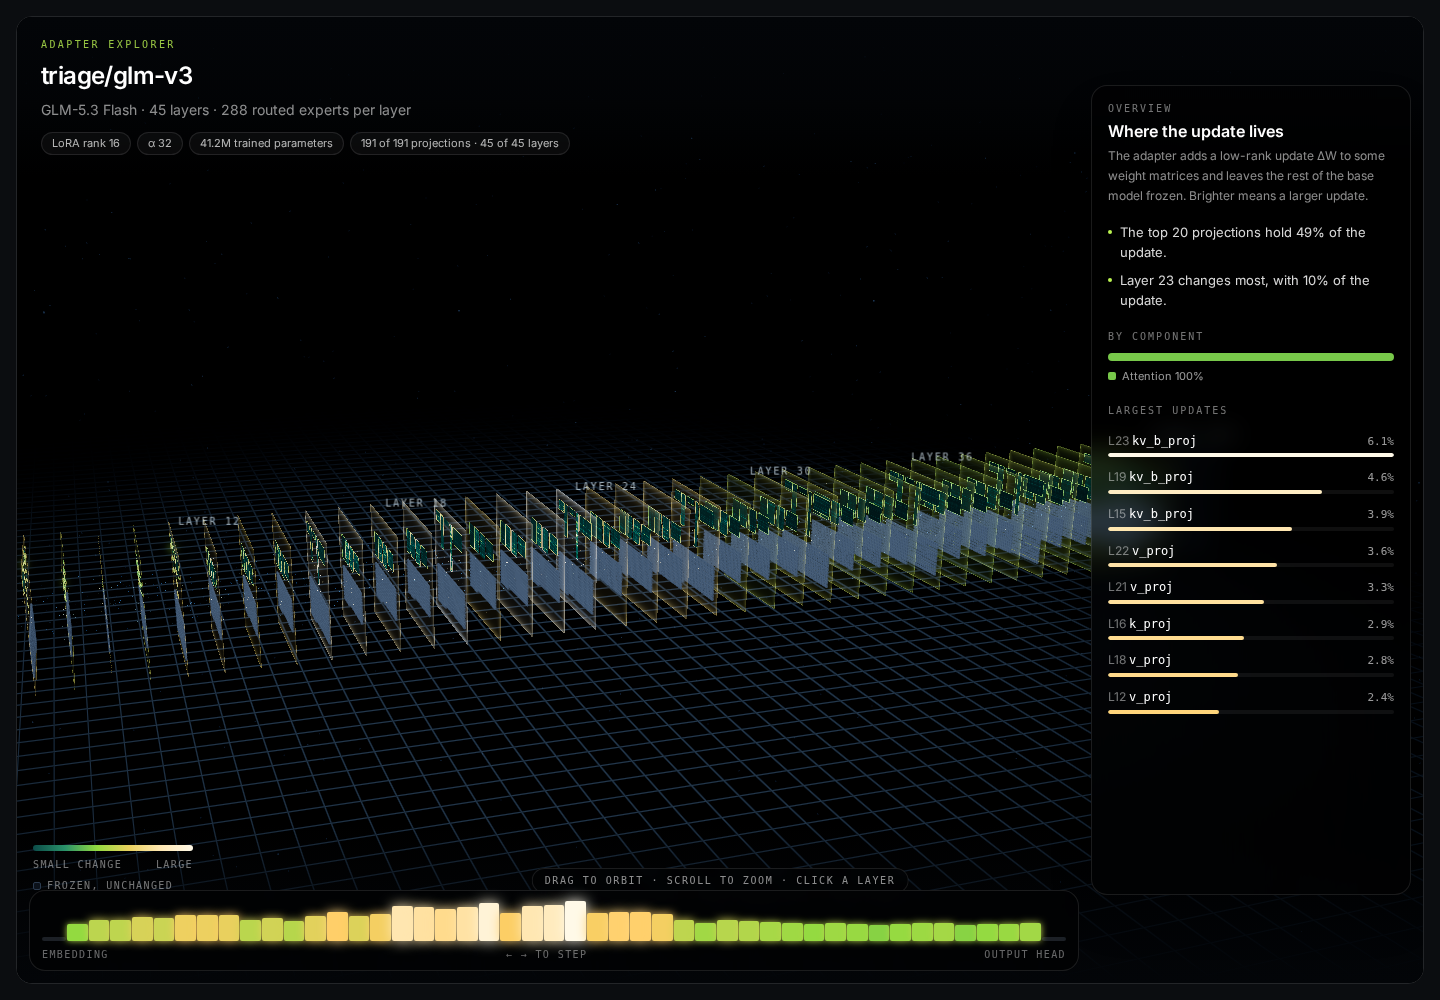 ADAPTER EXPLORER
triage/glm-v3
GLM-5.3 Flash · 45 layers · 288 routed experts per layer
LoRA rank 16
α 32
41.2M trained parameters
191 of 191 projections · 45 of 45 layers
LAYER 12
LAYER 18
LAYER 24
LAYER 30
LAYER 36
OVERVIEW
Where the update lives
The adapter adds a low-rank update ΔW to some
weight matrices and leaves the rest of the base
model frozen. Brighter means a larger update.
• The top 20 projections hold 49% of the
update.
• Layer 23 changes most, with 10% of the
update.
BY COMPONENT
Attention 100%
LARGEST UPDATES
L23 kv_b_proj 6.1%
L19 kv_b_proj 4.6%
L15 kv_b_proj 3.9%
L22 v_proj 3.6%
L21 v_proj 3.3%
L16 k_proj 2.9%
L18 v_proj 2.8%
L12 v_proj 2.4%
SMALL CHANGE LARGE
FROZEN, UNCHANGED
DRAG TO ORBIT · SCROLL TO ZOOM · CLICK A LAYER
EMBEDDING ← → TO STEP OUTPUT HEAD